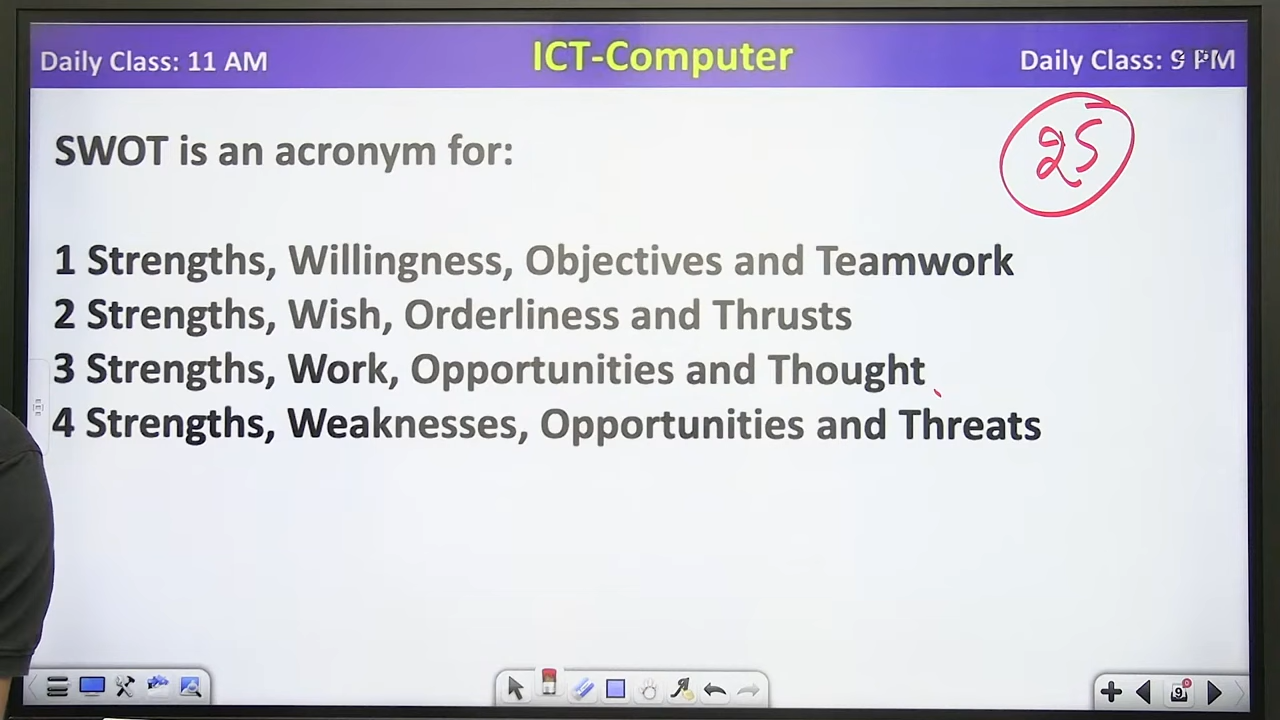 Daily Class: 11 AM
ICT-Computer
Daily Class: 9 PM
SWOT is an acronym for:
25
1 Strengths, Willingness, Objectives and Teamwork
2 Strengths, Wish, Orderliness and Thrusts
3 Strengths, Work, Opportunities and Thought
4 Strengths, Weaknesses, Opportunities and Threats
9